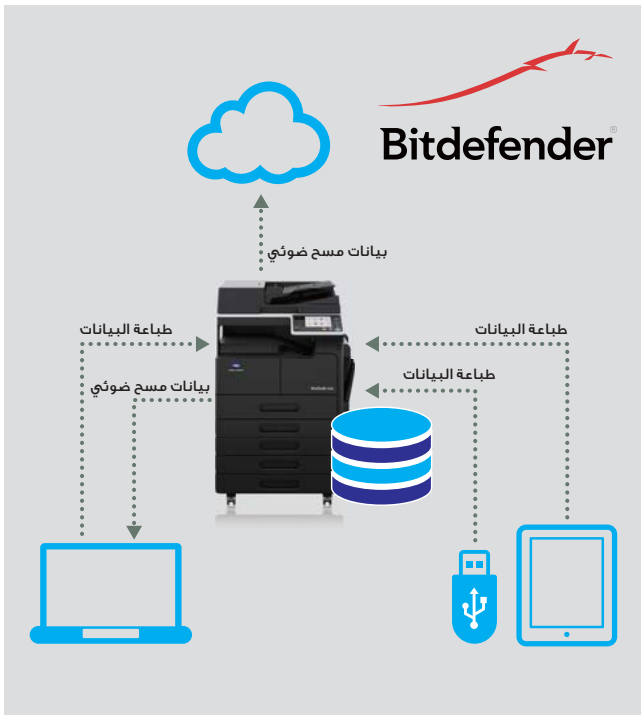 Bitdefender®
بيانات مسح ضوئي
طباعة البيانات
طباعة البيانات
طباعة البيانات
بيانات مسح ضوئي